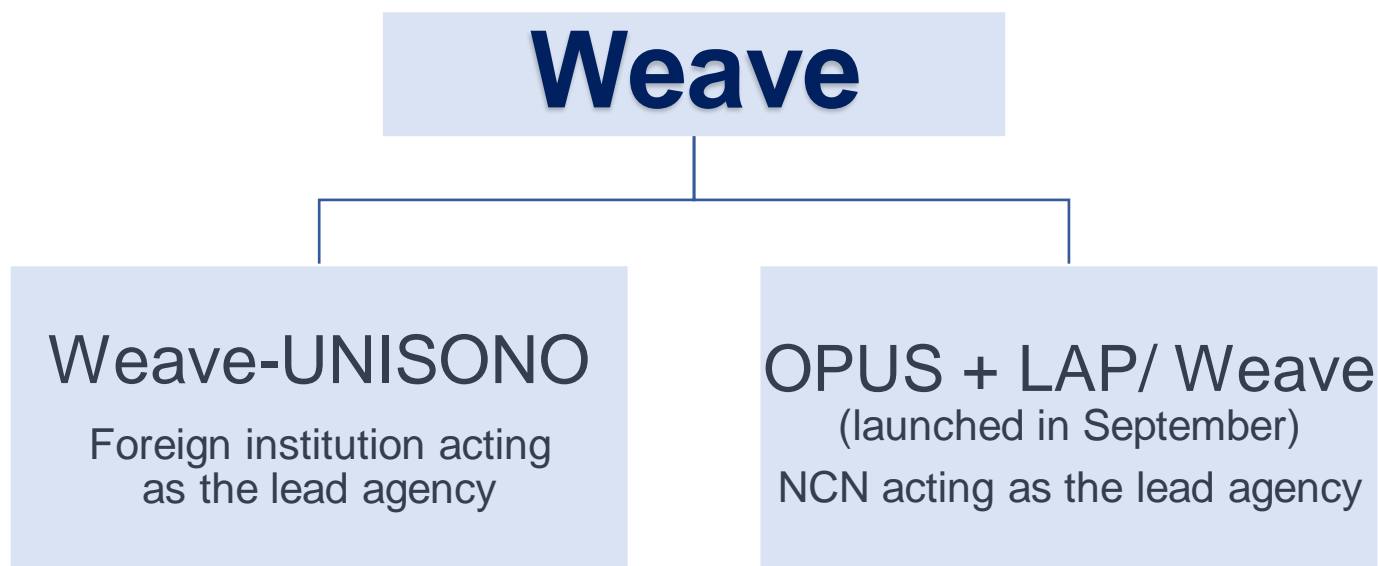 Weave
Weave-UNISONO
Foreign institution acting
as the lead agency
OPUS + LAP/ Weave
(launched in September)
NCN acting as the lead agency